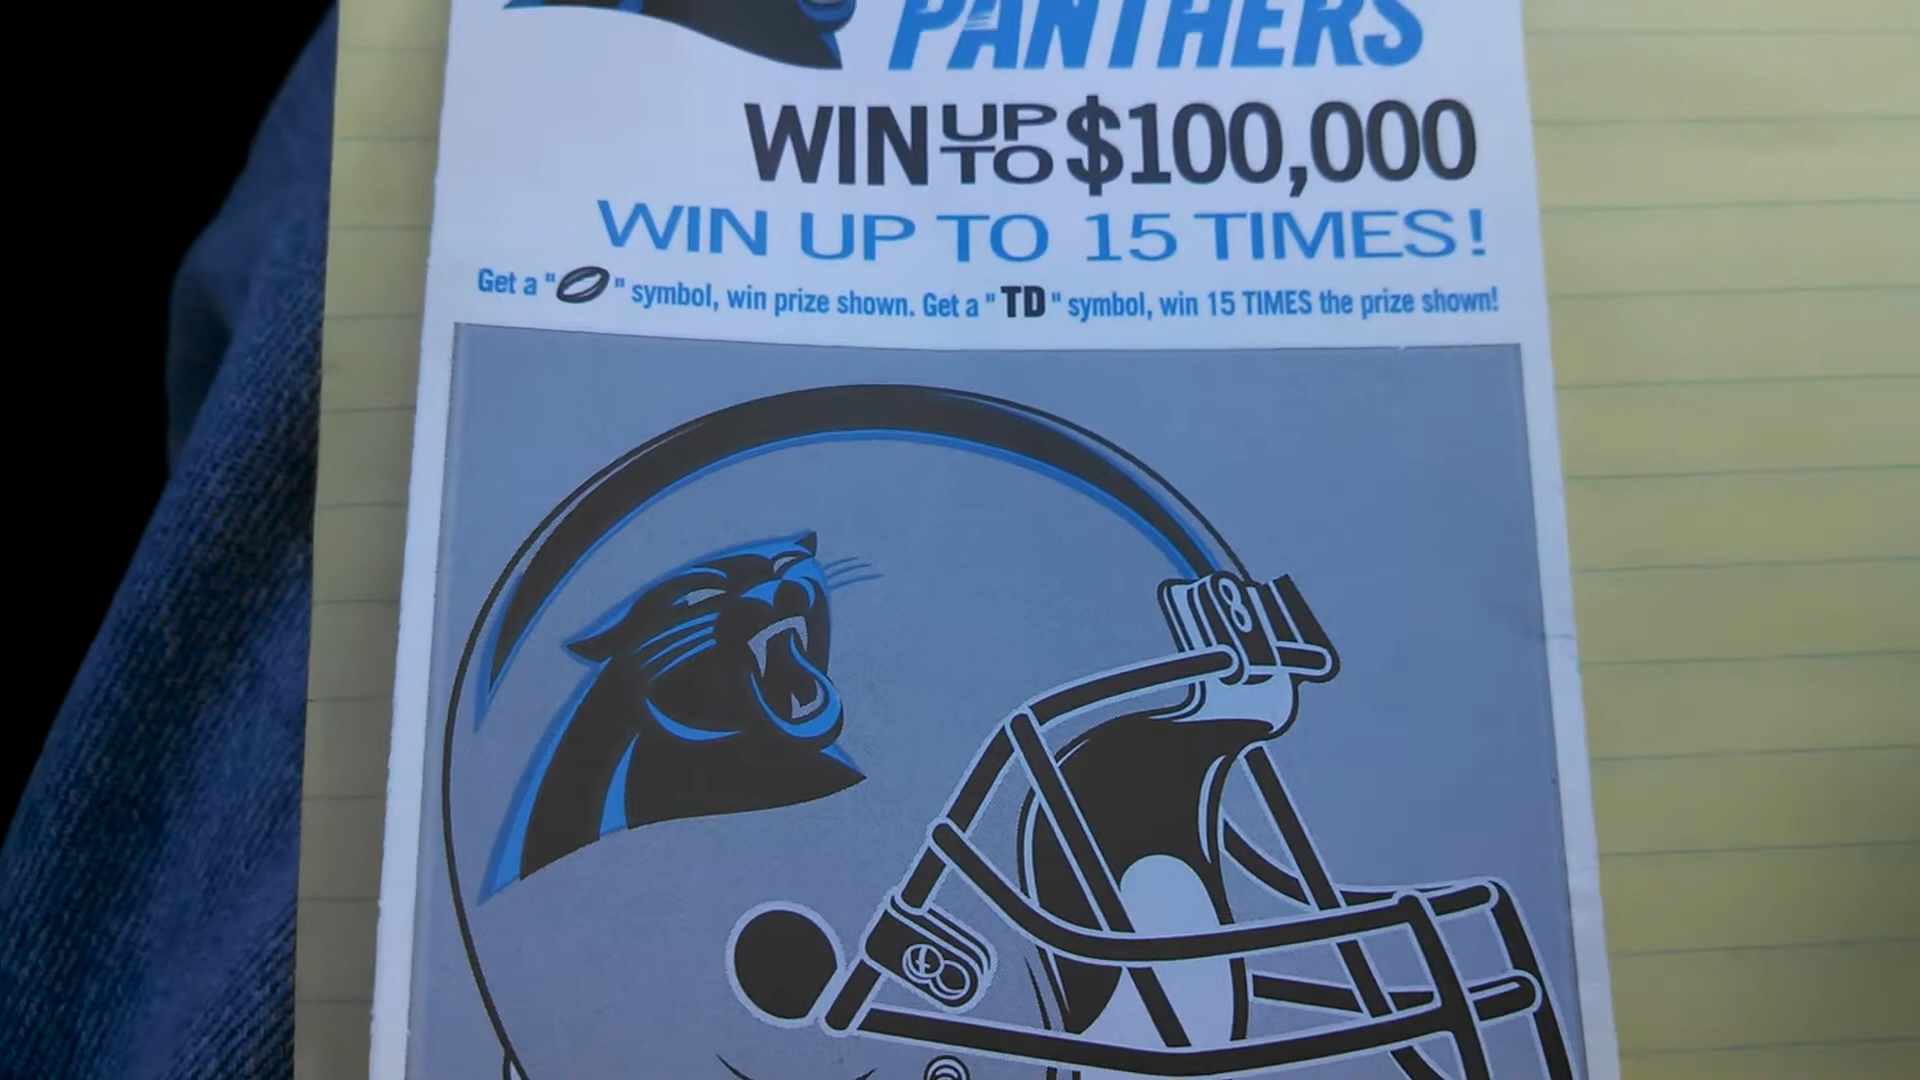 PANTHERS
WIN UP TO $100,000
WIN UP TO 15 TIMES!
Get a " " symbol, win prize shown. Get a "TD" symbol, win 15 TIMES the prize shown!
8